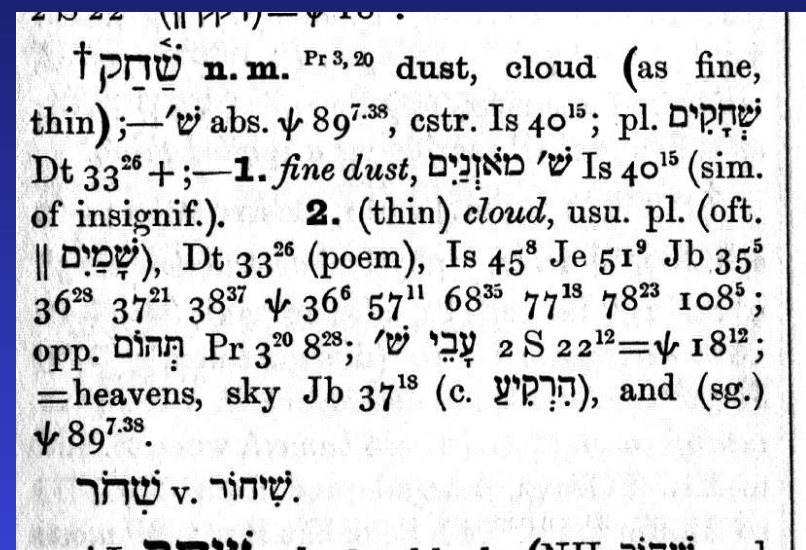 †שַׁ֫חַק n. m. Pr 3, 20 dust, cloud (as fine,
thin);—שׁ׳ abs. ψ 89⁷·³⁸, cstr. Is 40¹⁵; pl. שְׁחָקִים
Dt 33²⁶ +;—1. fine dust, שׁ׳ מֹאזְנַיִם Is 40¹⁵ (sim.
of insignif.). 2. (thin) cloud, usu. pl. (oft.
|| שָׁמַיִם), Dt 33²⁶ (poem), Is 45⁸ Je 51⁹ Jb 35⁵
36²⁸ 37²¹ 38³⁷ ψ 36⁶ 57¹¹ 68³⁵ 77¹⁸ 78²³ 108⁵;
opp. תְּהוֹם Pr 3²⁰ 8²⁸; עָבֵי שׁ׳ 2 S 22¹²=ψ 18¹²;
=heavens, sky Jb 37¹⁸ (c. הִרְקִיעַ), and (sg.)
ψ 89⁷·³⁸.
שְׁחֹר v. שִׁיחוֹר.